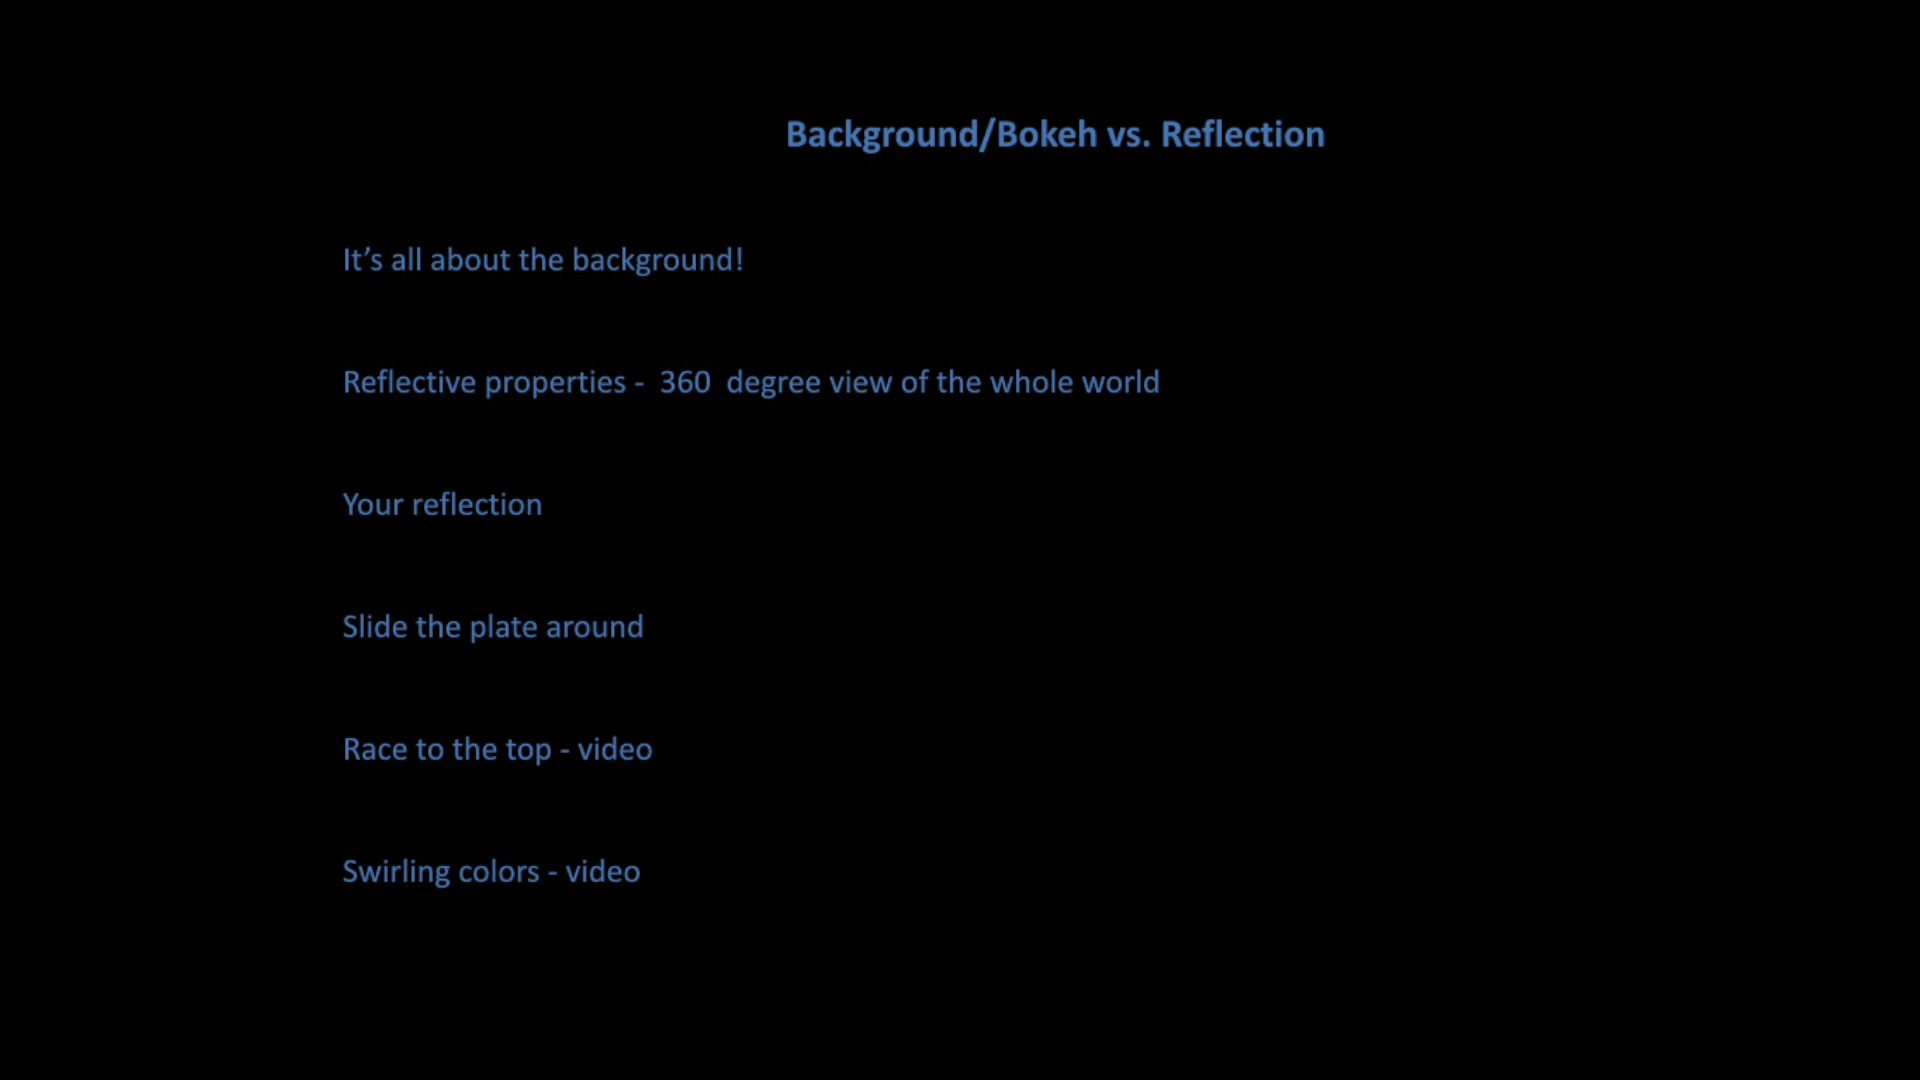 Background/Bokeh vs. Reflection
It’s all about the background!
Reflective properties -  360  degree view of the whole world
Your reflection
Slide the plate around
Race to the top - video
Swirling colors - video